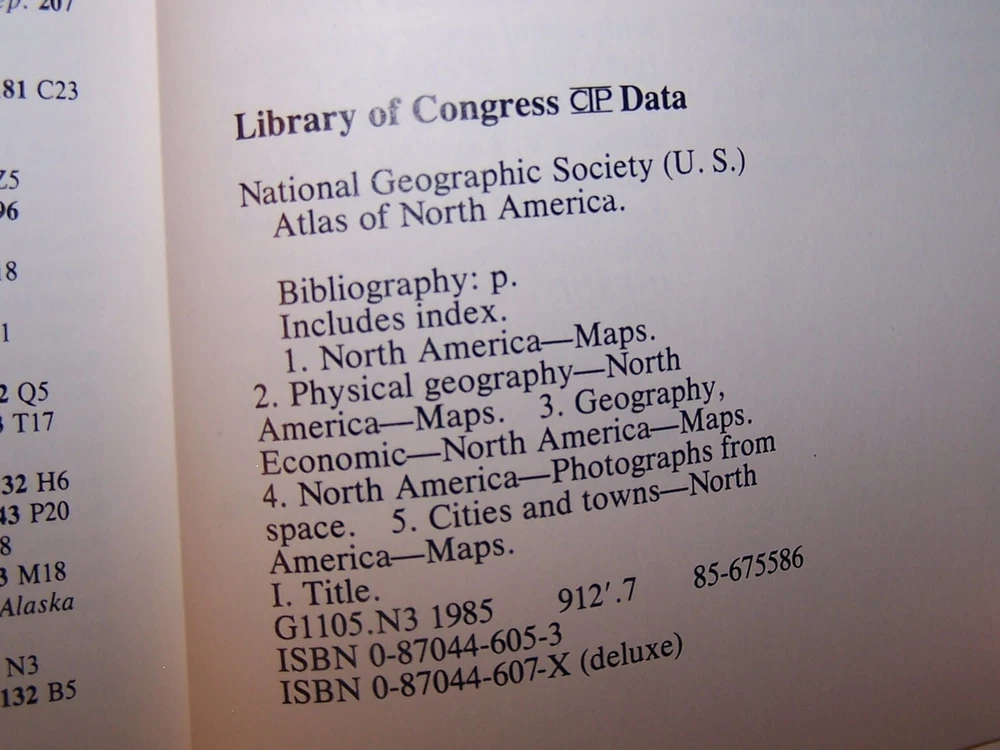 ep. 207
81 C23
Z5
96
18
1
2 Q5
3 T17
32 H6
43 P20
8
3 M18
Alaska
N3
132 B5
Library of Congress CIP Data
National Geographic Society (U. S.)
Atlas of North America.
Bibliography: p.
Includes index.
1. North America—Maps.
2. Physical geography—North
America—Maps. 3. Geography,
Economic—North America—Maps.
4. North America—Photographs from
space. 5. Cities and towns—North
America—Maps.
I. Title.
G1105.N3 1985 912′.7 85-675586
ISBN 0-87044-605-3
ISBN 0-87044-607-X (deluxe)